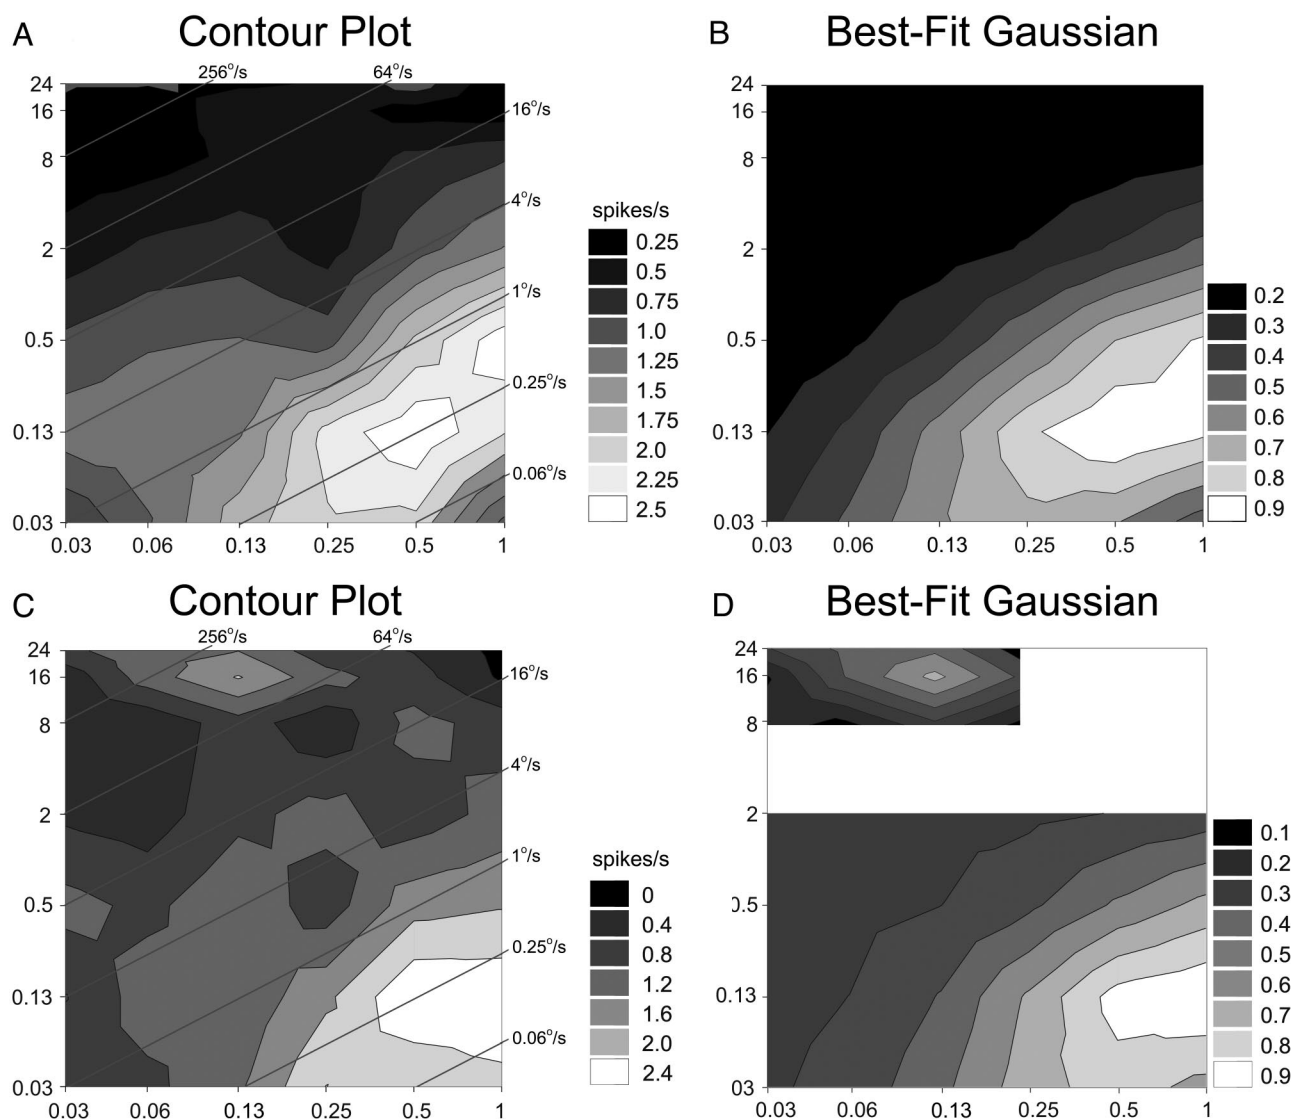 A
Contour Plot
B
Best-Fit Gaussian
256°/s
64°/s
24
16
8
2
0.5
0.13
0.03
16°/s
4°/s
1°/s
0.25°/s
0.06°/s
0.03 0.06 0.13 0.25 0.5 1
spikes/s
0.25
0.5
0.75
1.0
1.25
1.5
1.75
2.0
2.25
2.5
24
16
8
2
0.5
0.13
0.03
0.03 0.06 0.13 0.25 0.5 1
0.2
0.3
0.4
0.5
0.6
0.7
0.8
0.9
C
Contour Plot
D
Best-Fit Gaussian
256°/s
64°/s
24
16
8
2
0.5
0.13
0.03
16°/s
4°/s
1°/s
0.25°/s
0.06°/s
0.03 0.06 0.13 0.25 0.5 1
spikes/s
0
0.4
0.8
1.2
1.6
2.0
2.4
24
16
8
2
0.5
0.13
03
0.03 0.06 0.13 0.25 0.5 1
0.1
0.2
0.3
0.4
0.5
0.6
0.7
0.8
0.9